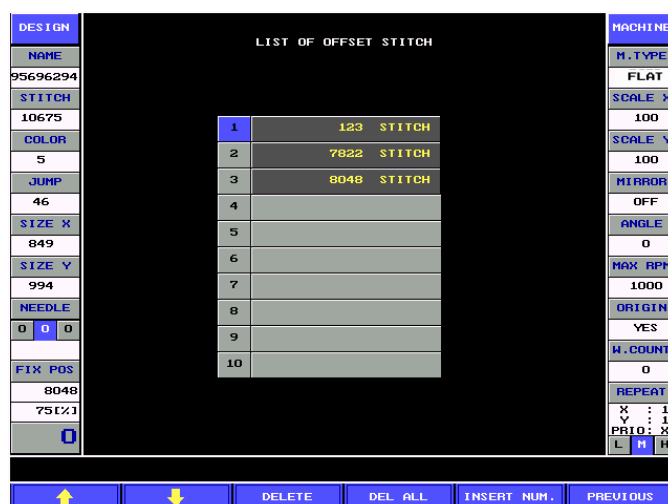 DESIGN
LIST OF OFFSET STITCH
MACHINE
NAME
95696294
STITCH
10675
COLOR
5
JUMP
46
SIZE X
849
SIZE Y
994
NEEDLE
0 0 0
FIX POS
8048
75[%]
0
1 123 STITCH
2 7822 STITCH
3 8048 STITCH
4
5
6
7
8
9
10
M.TYPE
FLAT
SCALE X
100
SCALE Y
100
MIRROR
OFF
ANGLE
0
MAX RPM
1000
ORIGIN
YES
W.COUNT
0
REPEAT
X : 1
Y : 1
PRIO: X
L M H
DELETE DEL ALL INSERT NUM. PREVIOUS